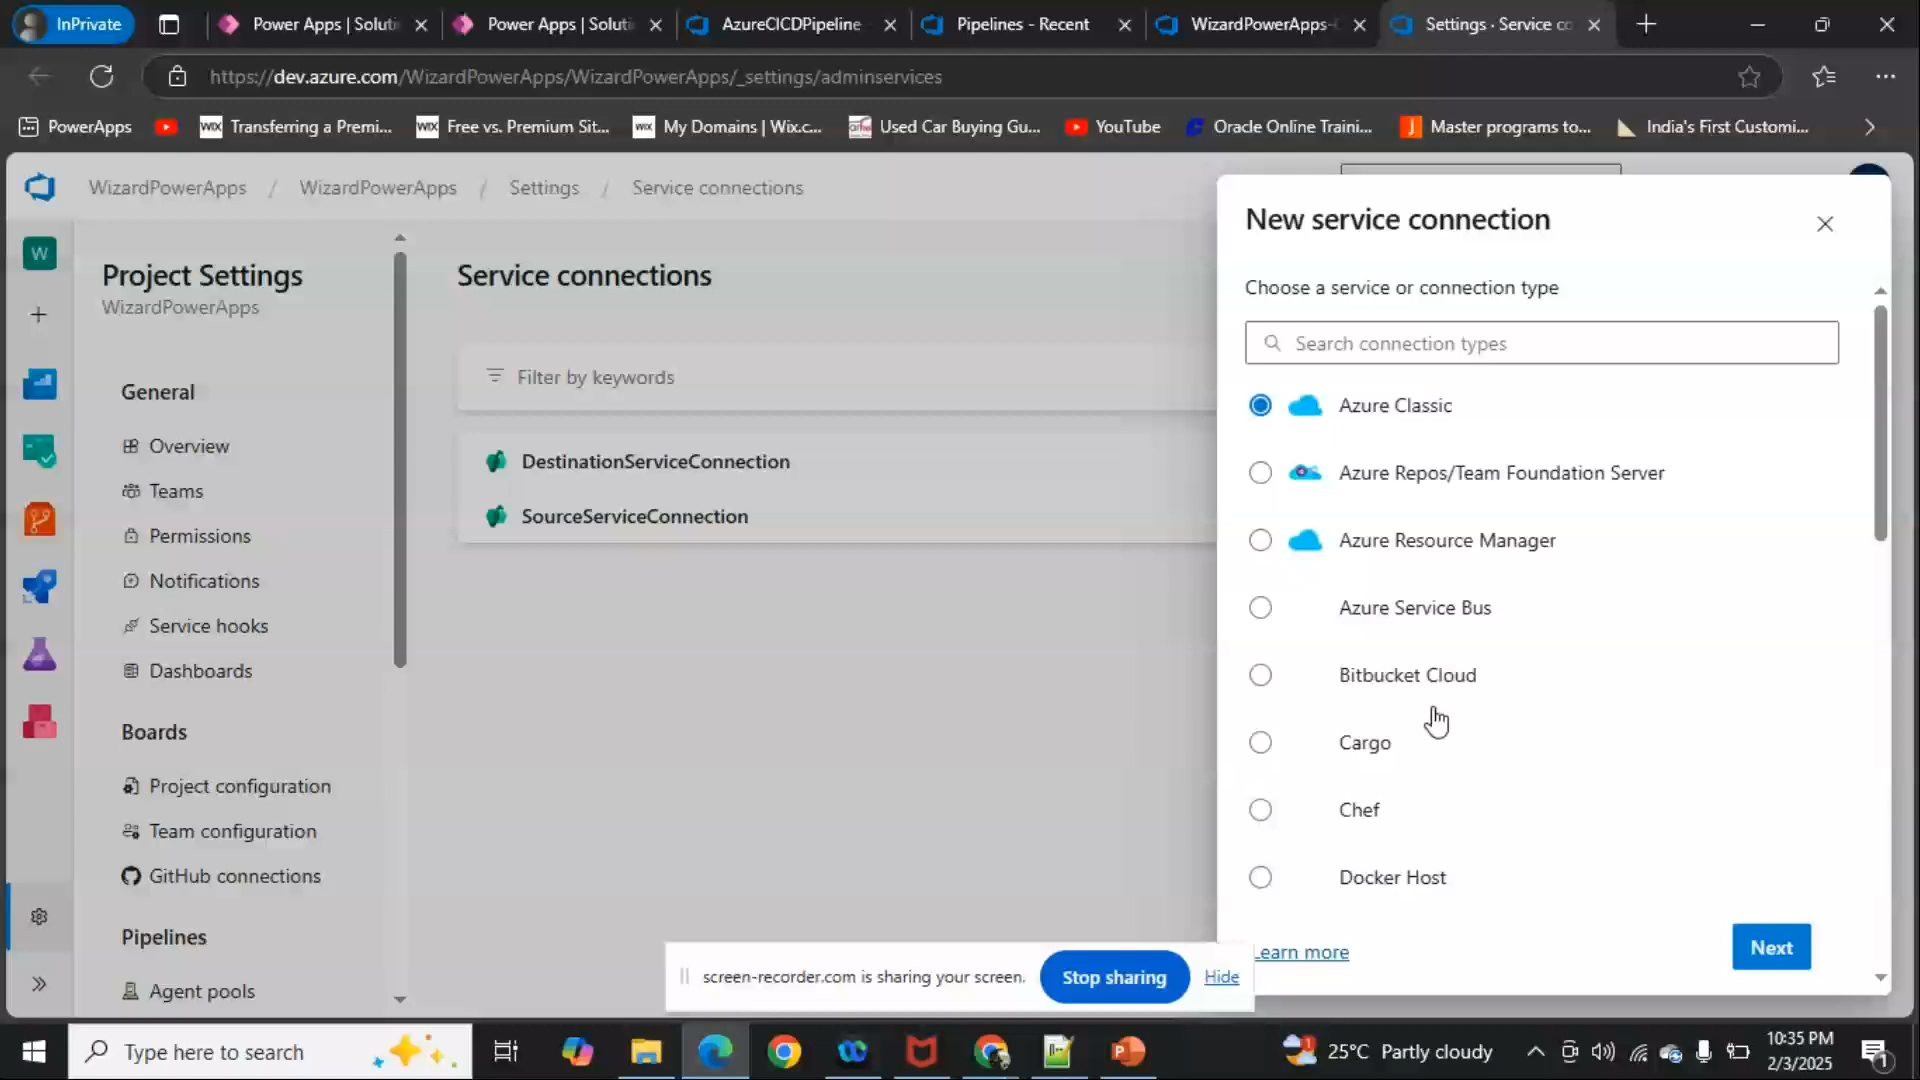 InPrivate
Power Apps | Soluti
Power Apps | Soluti
AzureCICDPipeline
Pipelines - Recent
WizardPowerApps-
Settings · Service co
https://dev.azure.com/WizardPowerApps/WizardPowerApps/_settings/adminservices
PowerApps
WIX Transferring a Premi...
WIX Free vs. Premium Sit...
WIX My Domains | Wix.c...
Used Car Buying Gu...
YouTube
Oracle Online Traini...
Master programs to...
India's First Customi...
WizardPowerApps / WizardPowerApps / Settings / Service connections
W
Project Settings
WizardPowerApps
General
Overview
Teams
Permissions
Notifications
Service hooks
Dashboards
Boards
Project configuration
Team configuration
GitHub connections
Pipelines
Agent pools
Service connections
Filter by keywords
DestinationServiceConnection
SourceServiceConnection
New service connection
Choose a service or connection type
Search connection types
Azure Classic
Azure Repos/Team Foundation Server
Azure Resource Manager
Azure Service Bus
Bitbucket Cloud
Cargo
Chef
Docker Host
Learn more
Next
screen-recorder.com is sharing your screen.
Stop sharing
Hide
Type here to search
25°C Partly cloudy
10:35 PM
2/3/2025
1